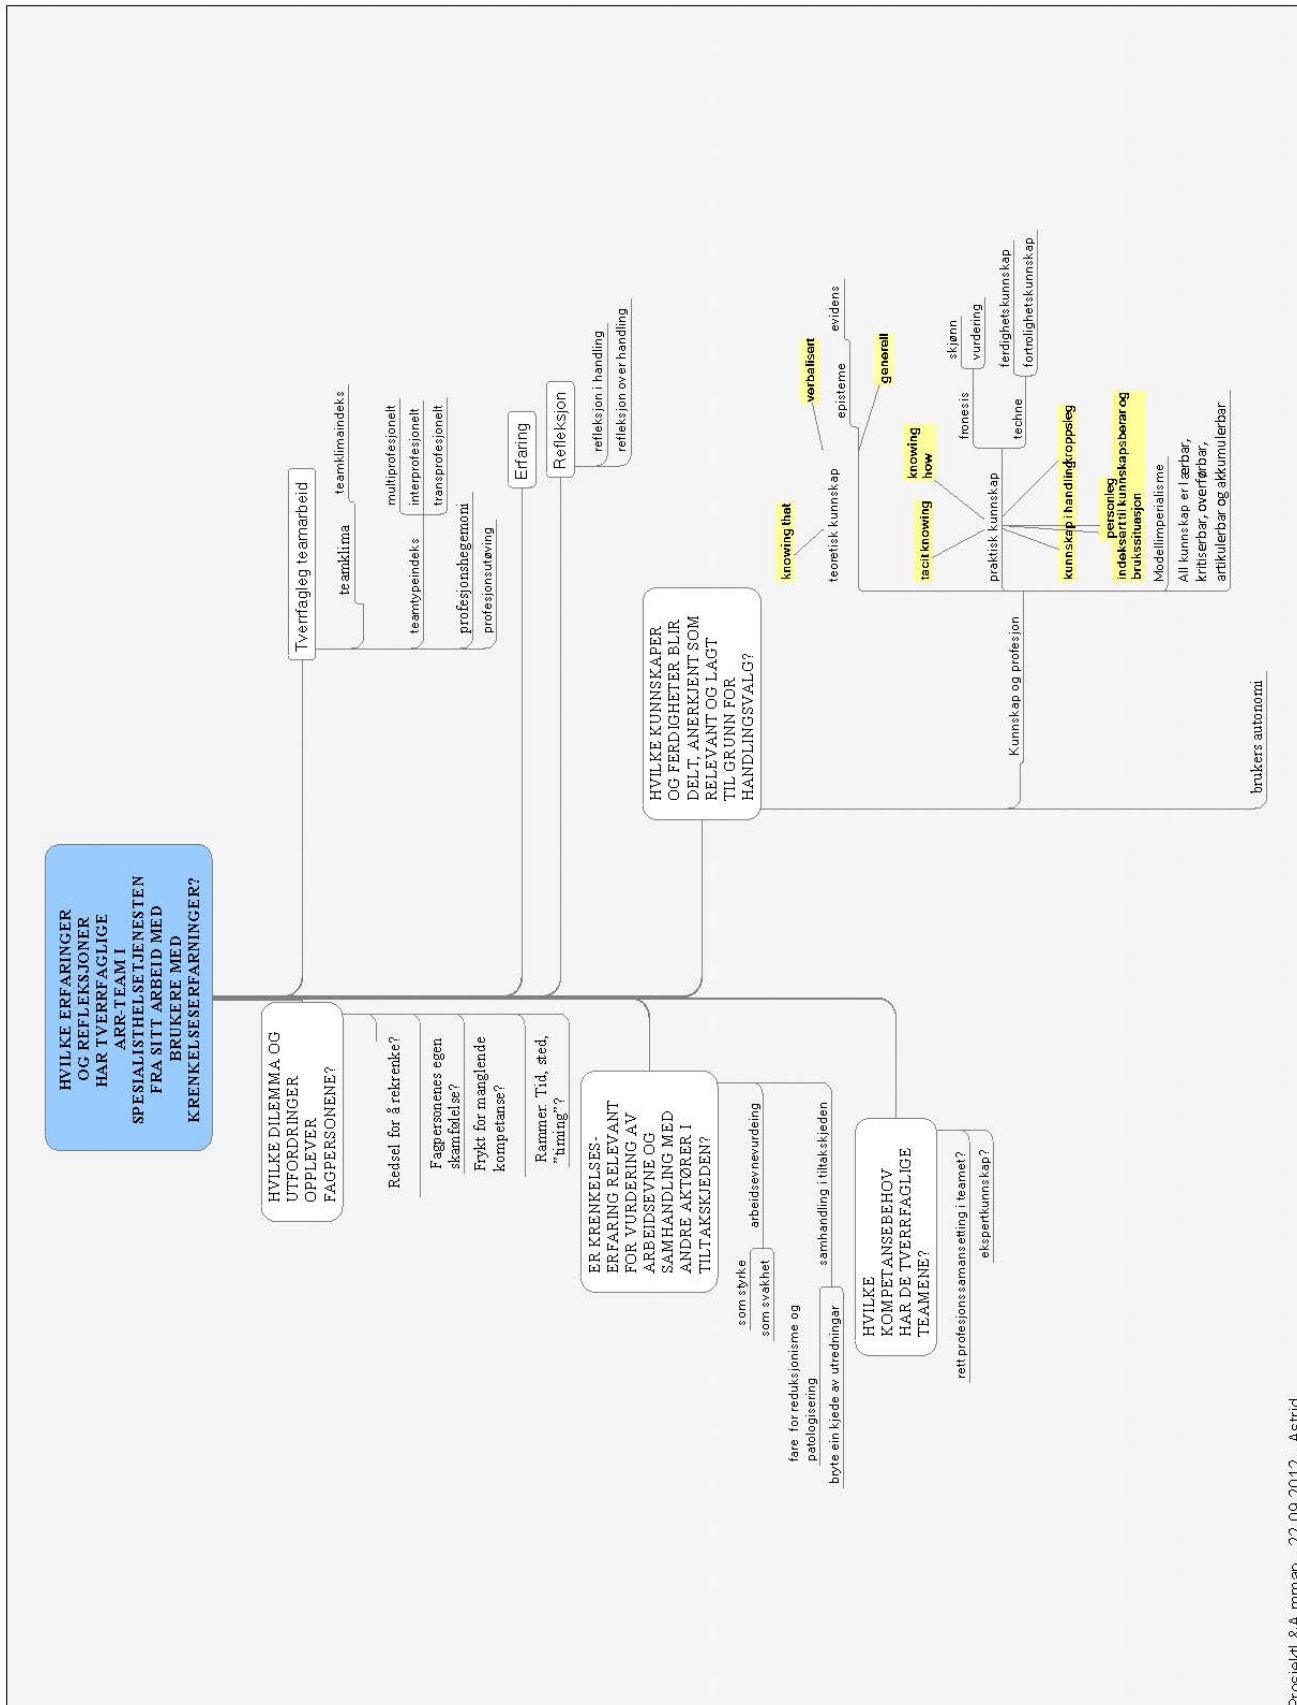 HVILKE ERFARINGER
OG REFLEKSJONER
HAR TVERRFAGLIGE
ARR-TEAM I
SPESIALISTHELSETJENESTEN
FRA SITT ARBEID MED
BRUKERE MED
KRENKELSESERFARNINGER?
Tverrfagleg teamarbeid
teamklima
teamklimaindeks
teamtypeindeks
multiprofesjonelt
interprofesjonelt
transprofesjonelt
profesjonshegemoni
profesjonsutøving
Erfaring
Refleksjon
refleksjon i handling
refleksjon over handling
HVILKE KUNNSKAPER
OG FERDIGHETER BLIR
DELT, ANERKJENT SOM
RELEVANT OG LAGT
TIL GRUNN FOR
HANDLINGSVALG?
Kunnskap og profesjon
teoretisk kunnskap
knowing that
verbalisert
episteme
evidens
generell
praktisk kunnskap
tacit knowing
knowing
how
fronesis
skjønn
vurdering
techne
ferdighetskunnskap
fortrolighetskunnskap
kunnskap i handling
kroppsleg
personleg
indeksert til kunnskapsberar og
brukssituasjon
Modellimperialisme
All kunnskap er lærbar,
kritiserbar, overførbar,
artikulerbar og akkumulerbar
brukers autonomi
HVILKE DILEMMA OG
UTFORDRINGER
OPPLEVER
FAGPERSONENE?
Redsel for å rekrenke?
Fagpersonenes egen
skamfølelse?
Frykt for manglende
kompetanse?
Rammer. Tid, sted,
"timing"?
ER KRENKELSES-
ERFARING RELEVANT
FOR VURDERING AV
ARBEIDSEVNE OG
SAMHANDLING MED
ANDRE AKTØRER I
TILTAKSKJEDEN?
arbeidsevnevurdering
som styrke
som svakhet
samhandling i tiltakskjeden
fare for reduksjonisme og
patologisering
bryte ein kjede av utredningar
HVILKE
KOMPETANSEBEHOV
HAR DE TVERRFAGLIGE
TEAMENE?
rett profesjonssamansetting i teamet?
ekspertkunnskap?
22.09.2012 Astrid